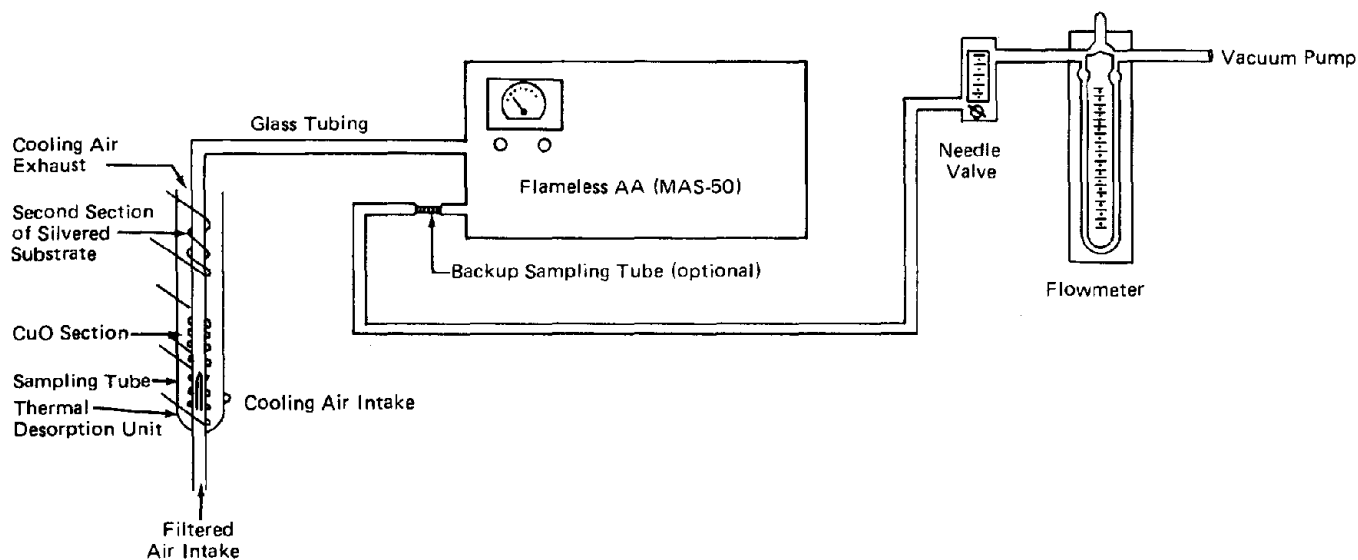 Cooling Air
Exhaust
Second Section
of Silvered
Substrate
CuO Section
Sampling Tube
Thermal
Desorption Unit
Filtered
Air Intake
Cooling Air Intake
Glass Tubing
Flameless AA (MAS-50)
Backup Sampling Tube (optional)
Needle
Valve
Flowmeter
Vacuum Pump